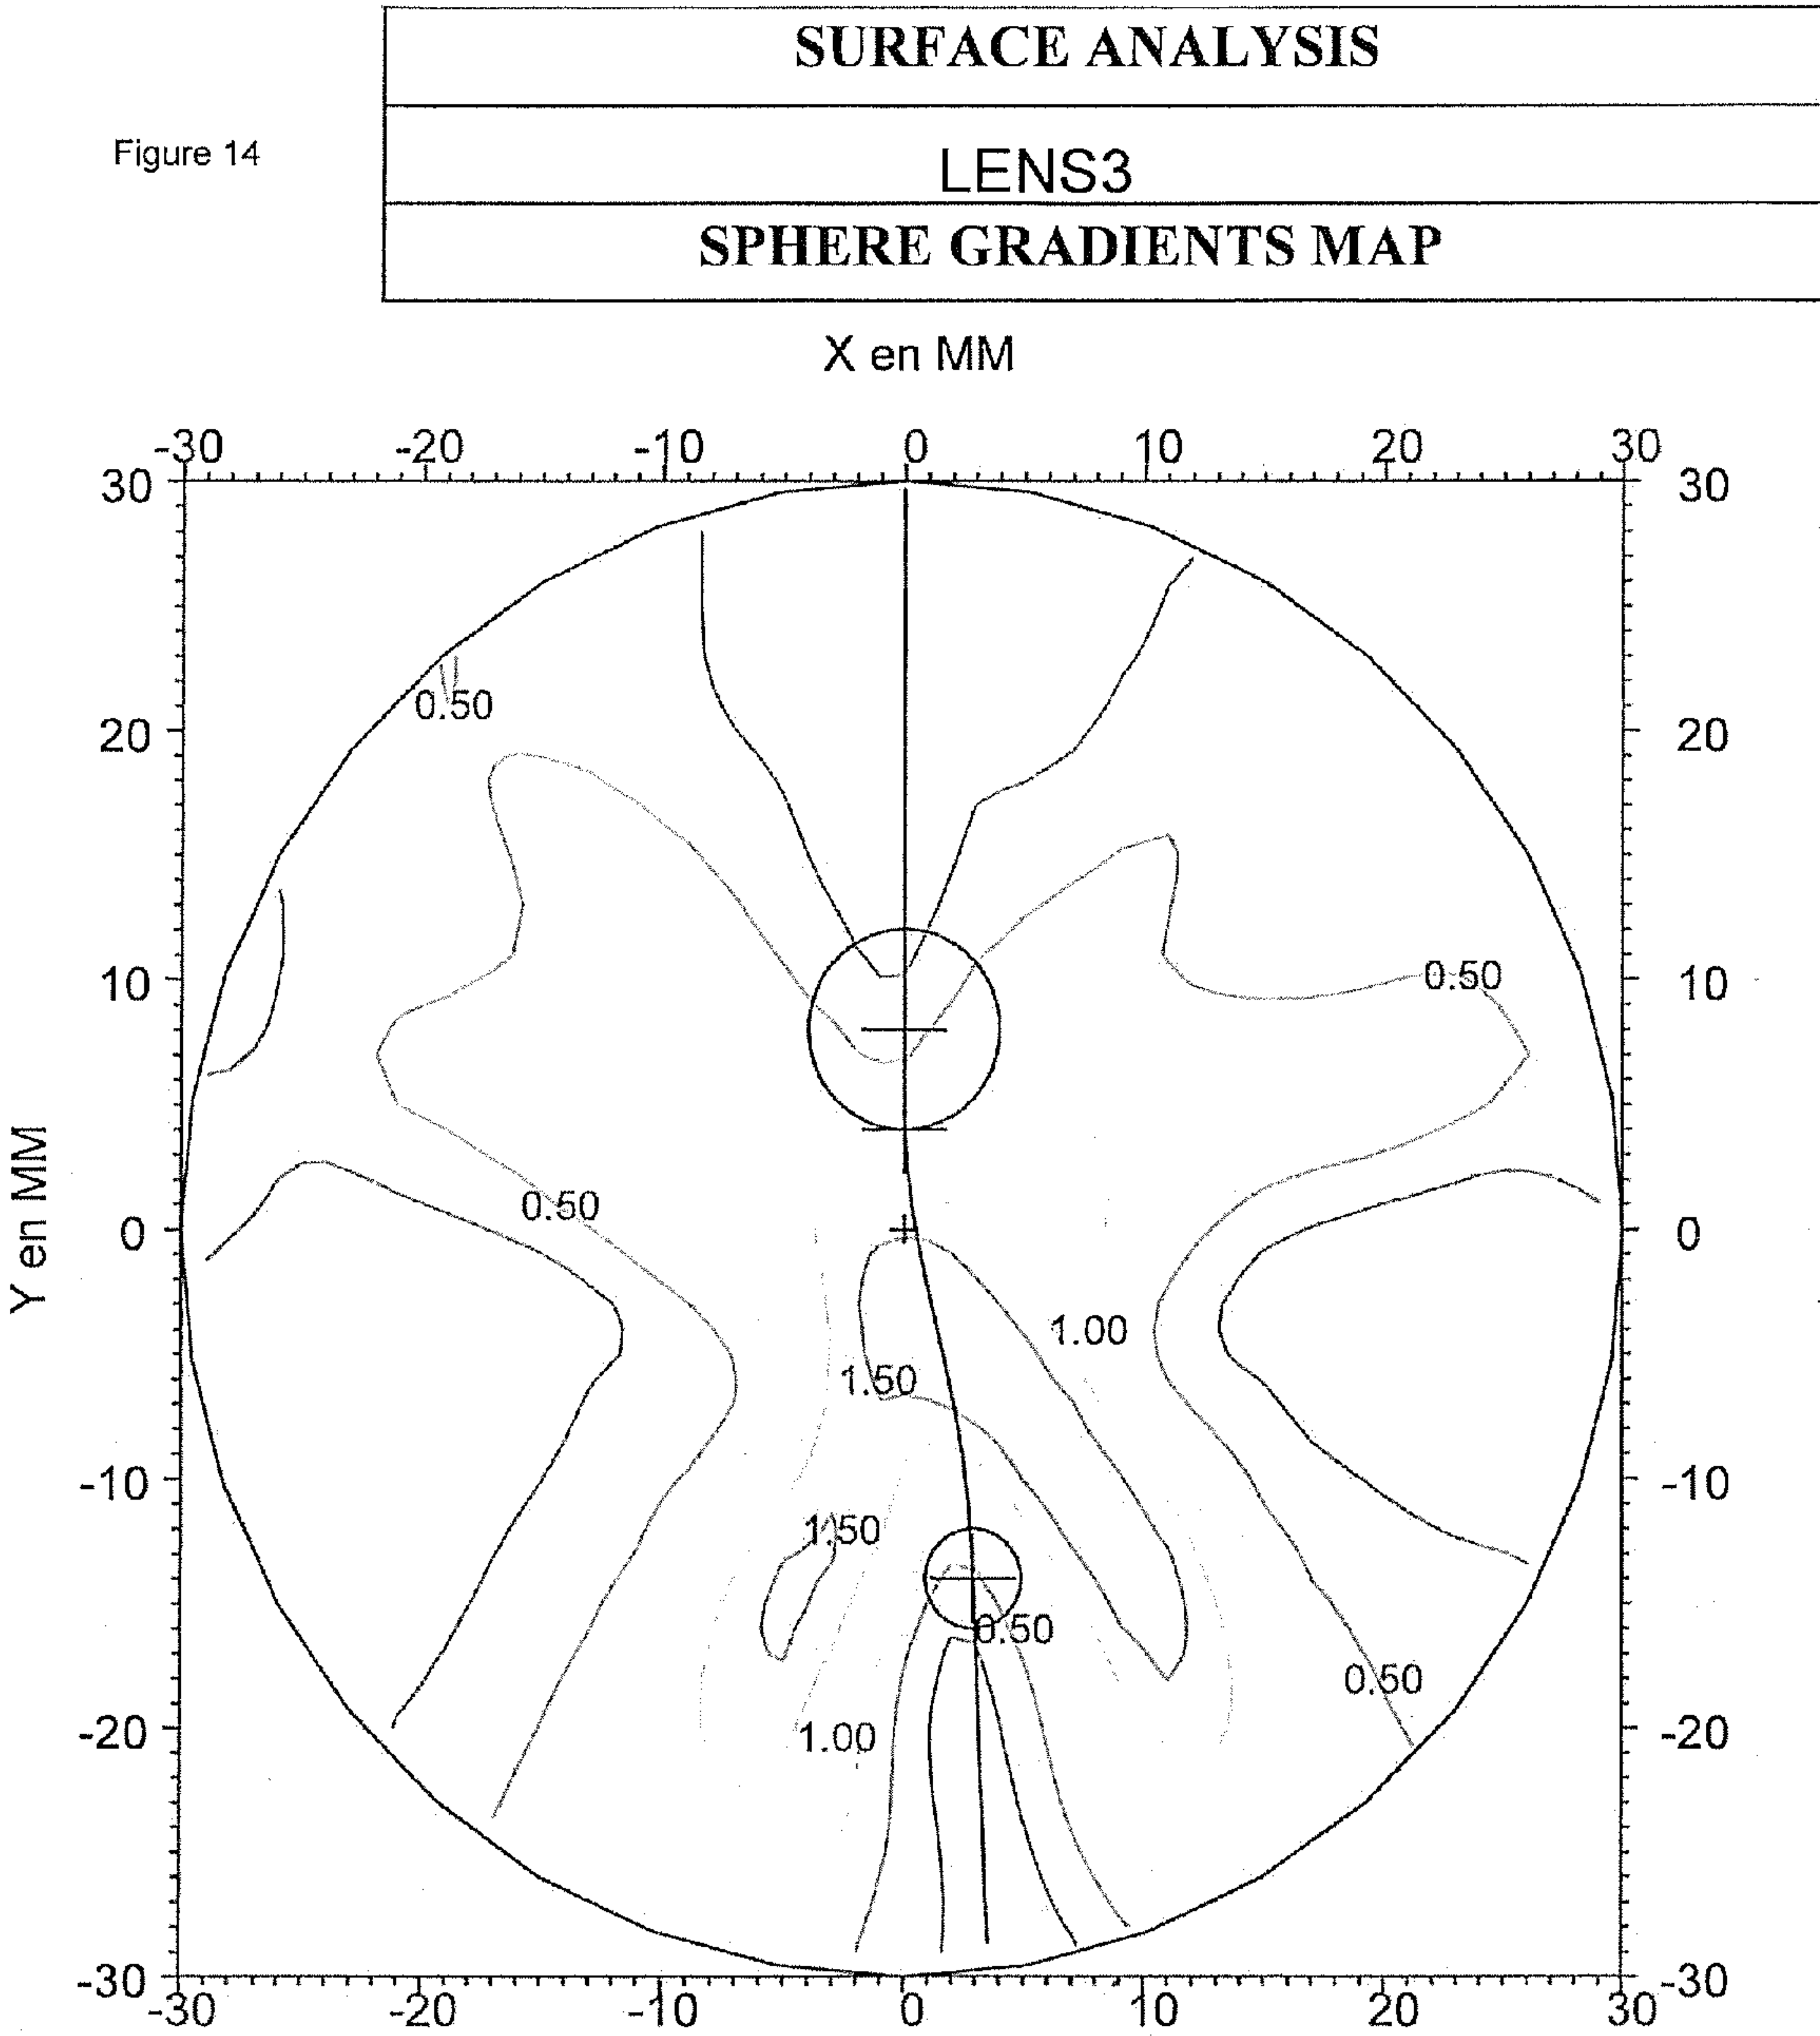 SURFACE ANALYSIS
Figure 14
LENS3
SPHERE GRADIENTS MAP
X en MM
-30 -20 -10 0 10 20 30
30 30
0.50
20 20
10 0.50 10
Y en MM
0.50
0 0
1.00
1.50
-10 -10
1.50
0.50
0.50
1.00
-20 -20
-30 -30
-30 -20 -10 0 10 20 30